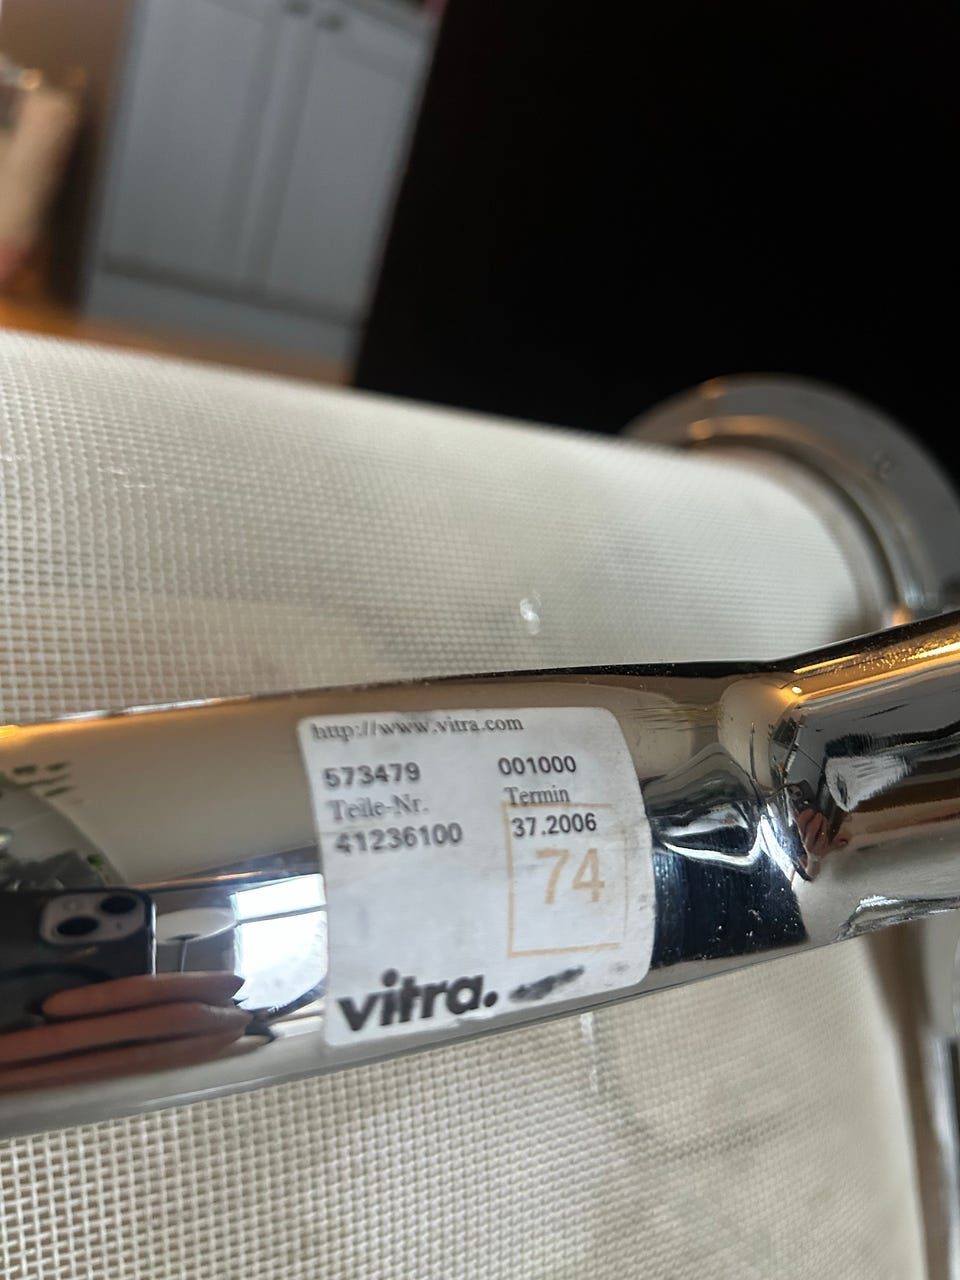 http://www.vitra.com
573479 001000
Teile-Nr. Termin
41236100 37.2006
74
vitra.